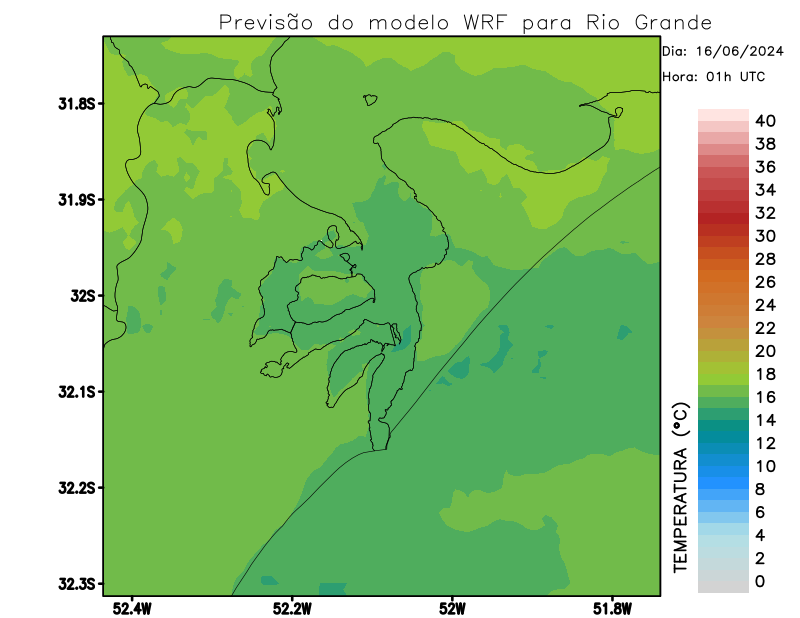 Previsão do modelo WRF para Rio Grande
Dia: 16/06/2024
Hora: 01h UTC
31.8S
31.9S
32S
32.1S
32.2S
32.3S
52.4W
52.2W
52W
51.8W
TEMPERATURA (°C)
40
38
36
34
32
30
28
26
24
22
20
18
16
14
12
10
8
6
4
2
0